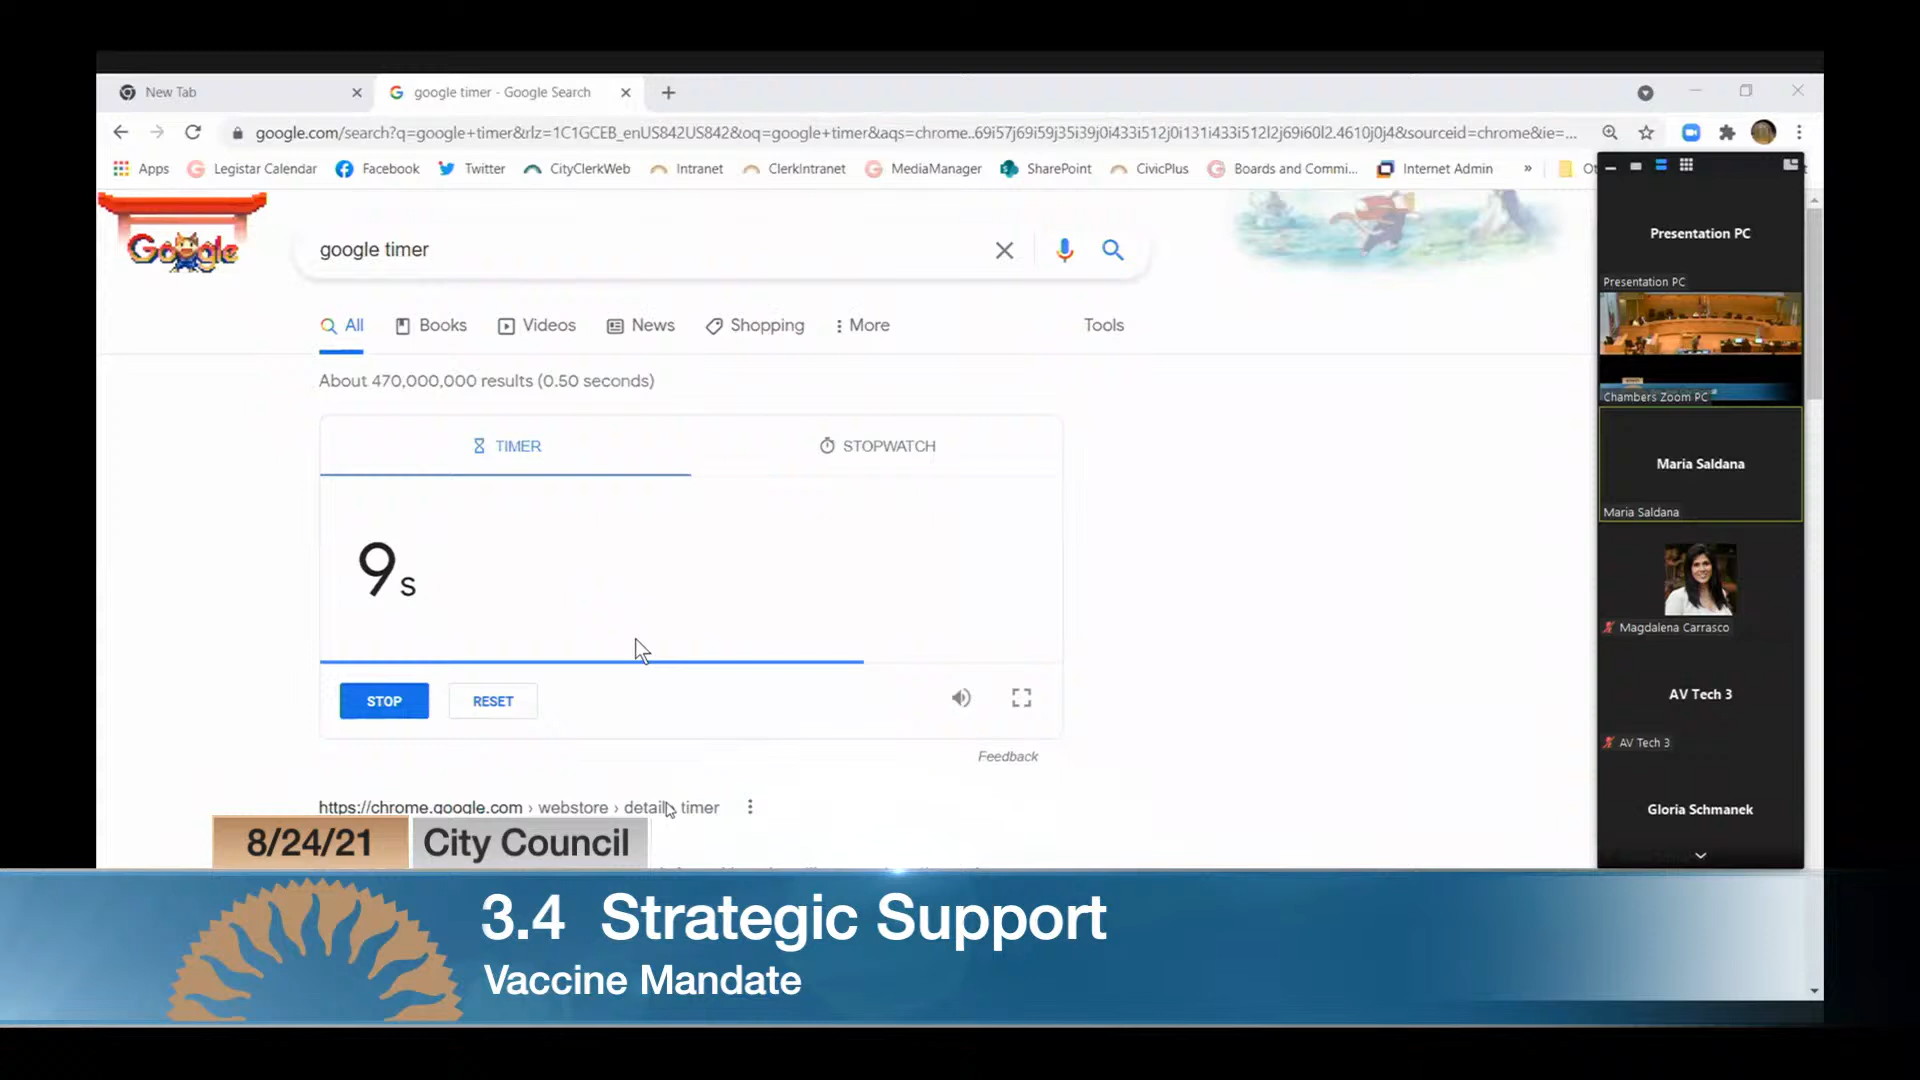 New Tab
google timer - Google Search
google.com/search?q=google+timer&rlz=1C1GCEB_enUS842US842&oq=google+timer&aqs=chrome..69i57j69i59j35i39j0i433i512j0i131i433i512l2j69i60l2.4610j0j4&sourceid=chrome&ie=...
Apps Legistar Calendar Facebook Twitter CityClerkWeb Intranet ClerkIntranet MediaManager SharePoint CivicPlus Boards and Commi... Internet Admin »
Google
google timer
All Books Videos News Shopping More Tools
About 470,000,000 results (0.50 seconds)
TIMER STOPWATCH
9s
STOP RESET
Feedback
https://chrome.google.com › webstore › detail timer
Presentation PC
Presentation PC
Chambers Zoom PC
Maria Saldana
Maria Saldana
Magdalena Carrasco
AV Tech 3
AV Tech 3
Gloria Schmanek
8/24/21 City Council
3.4 Strategic Support
Vaccine Mandate